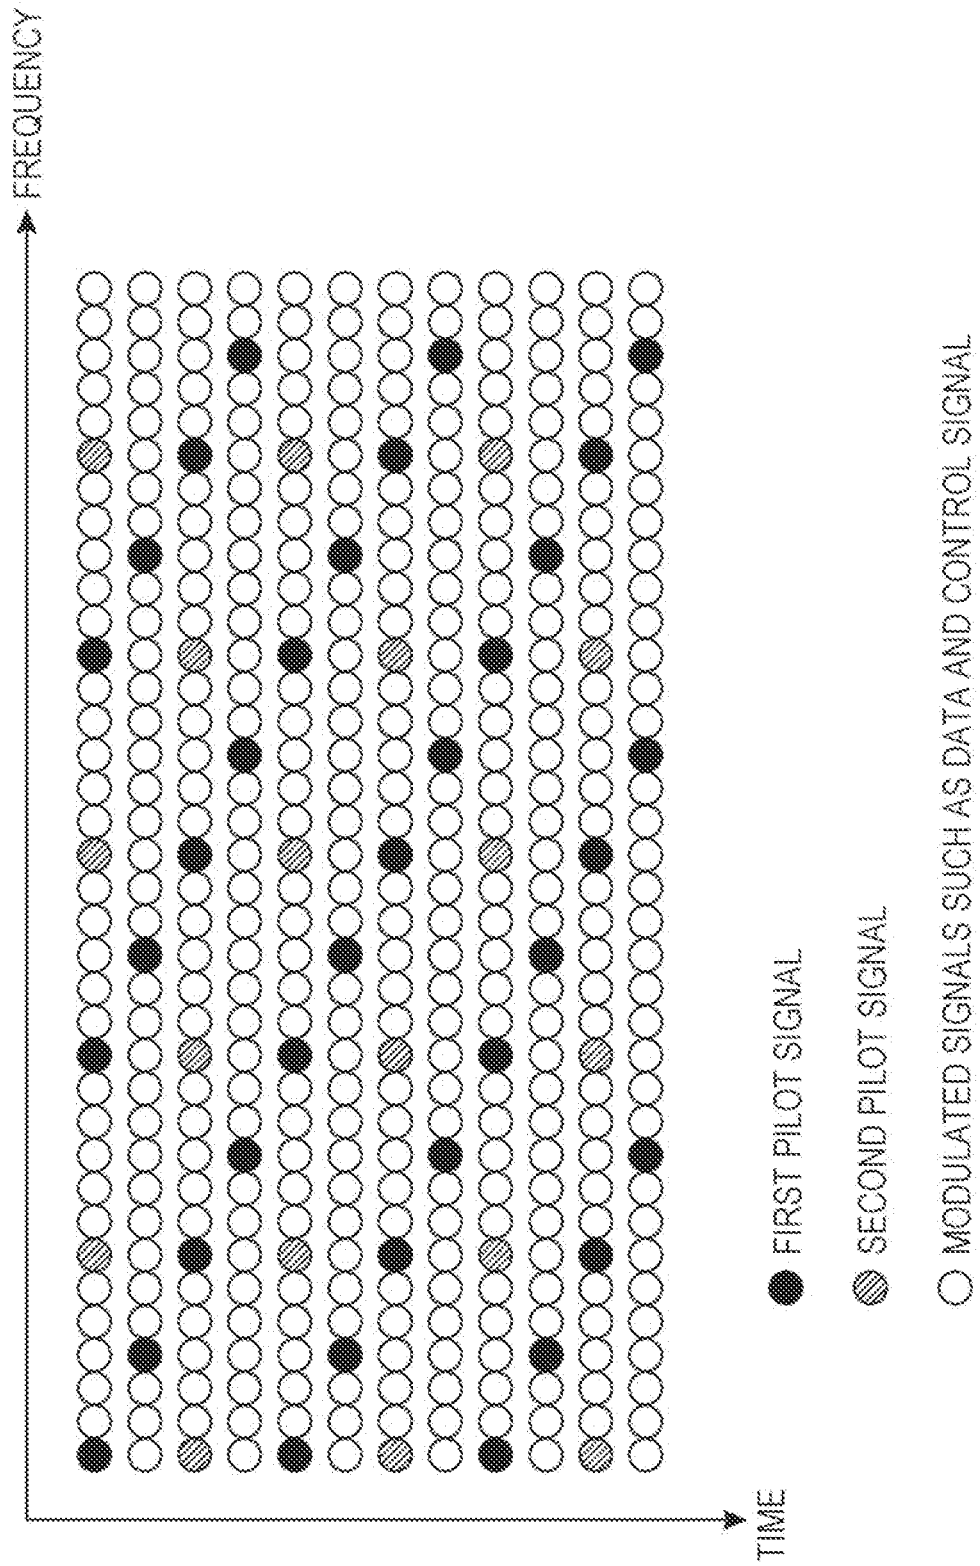 FREQUENCY
TIME
FIRST PILOT SIGNAL
SECOND PILOT SIGNAL
MODULATED SIGNALS SUCH AS DATA AND CONTROL SIGNAL